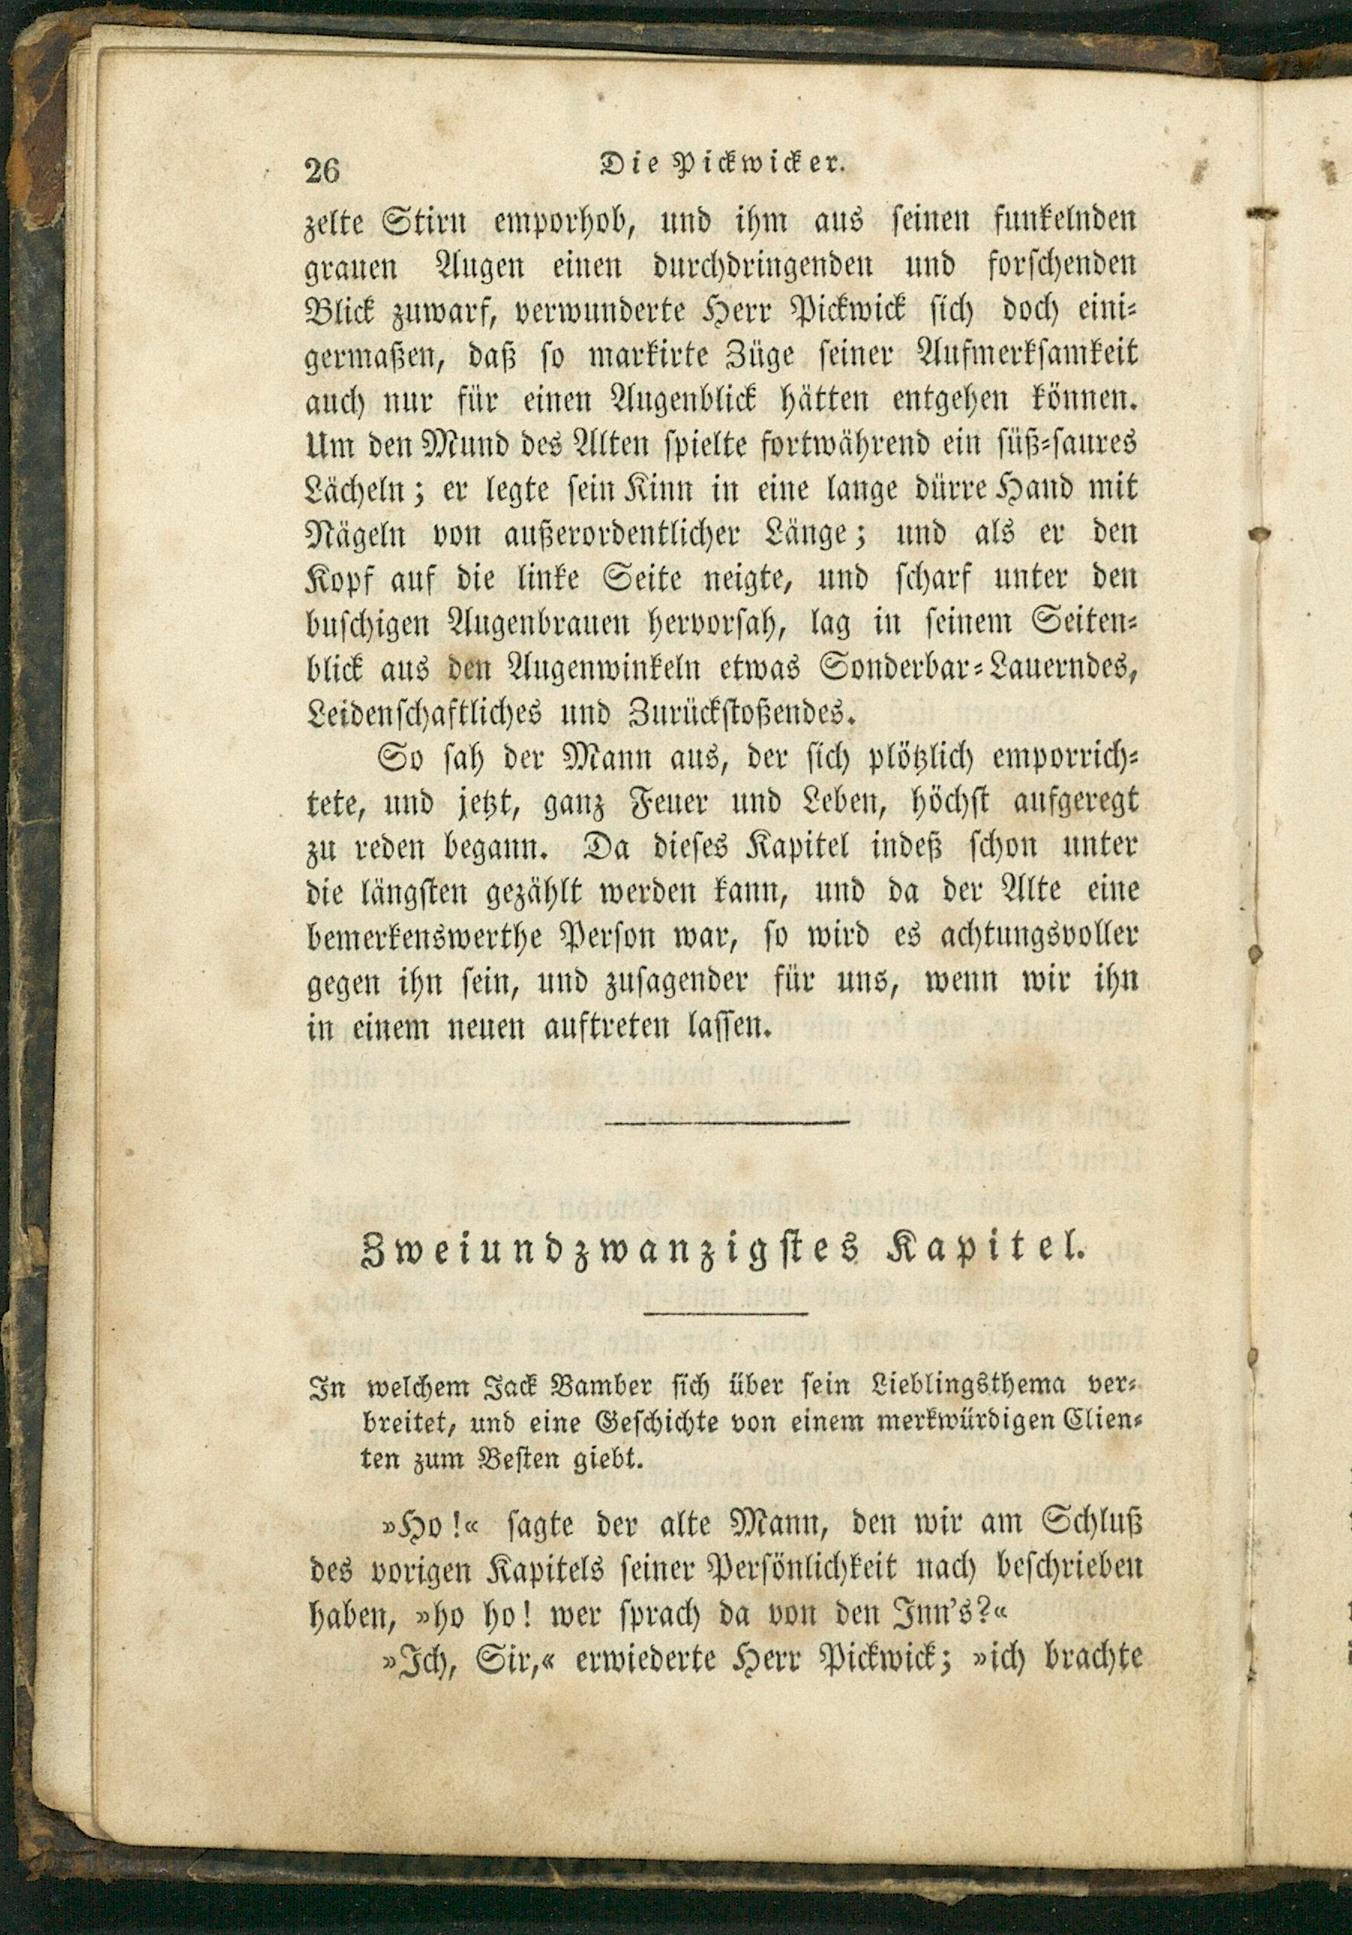 26
Die Pickwicker.
zelte Stirn emporhob, und ihm aus seinen funkelnden
grauen Augen einen durchdringenden und forschenden
Blick zuwarf, verwunderte Herr Pickwick sich doch eini-
germaßen, daß so markirte Züge seiner Aufmerksamkeit
auch nur für einen Augenblick hätten entgehen können.
Um den Mund des Alten spielte fortwährend ein süß-saures
Lächeln; er legte sein Kinn in eine lange dürre Hand mit
Nägeln von außerordentlicher Länge; und als er den
Kopf auf die linke Seite neigte, und scharf unter den
buschigen Augenbrauen hervorsah, lag in seinem Seiten-
blick aus den Augenwinkeln etwas Sonderbar-Lauerndes,
Leidenschaftliches und Zurückstoßendes.
So sah der Mann aus, der sich plötzlich emporrich-
tete, und jetzt, ganz Feuer und Leben, höchst aufgeregt
zu reden begann. Da dieses Kapitel indeß schon unter
die längsten gezählt werden kann, und da der Alte eine
bemerkenswerthe Person war, so wird es achtungsvoller
gegen ihn sein, und zusagender für uns, wenn wir ihn
in einem neuen auftreten lassen.
Zweiundzwanzigstes Kapitel.
In welchem Jack Bamber sich über sein Lieblingsthema ver-
breitet, und eine Geschichte von einem merkwürdigen Clien-
ten zum Besten giebt.
»Ho!« sagte der alte Mann, den wir am Schluß
des vorigen Kapitels seiner Persönlichkeit nach beschrieben
haben, »ho ho! wer sprach da von den Inn's?«
»Ich, Sir,« erwiederte Herr Pickwick; »ich brachte